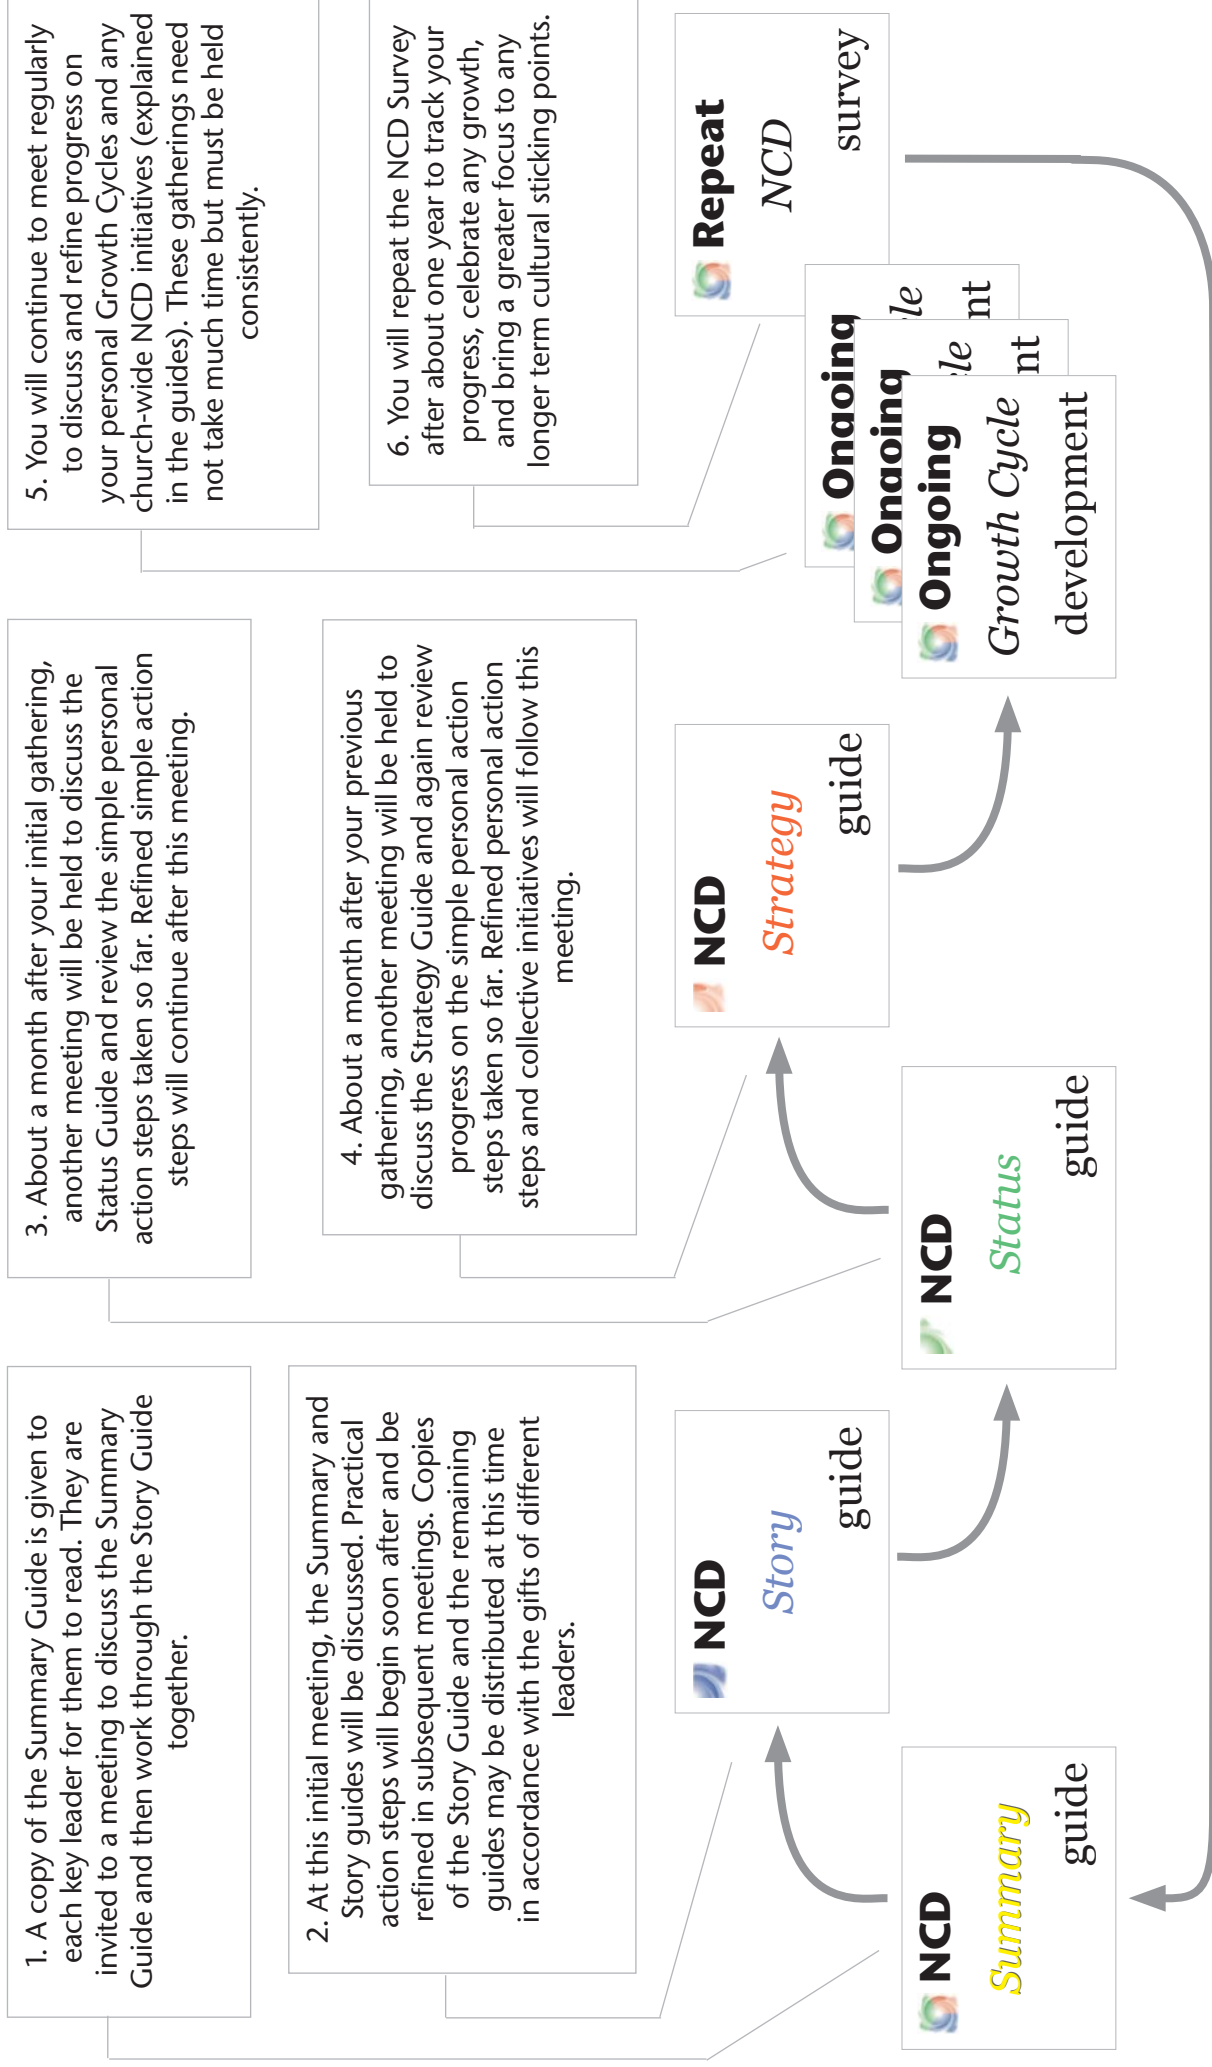 1. A copy of the Summary Guide is given to
each key leader for them to read. They are
invited to a meeting to discuss the Summary
Guide and then work through the Story Guide
together.
2. At this initial meeting, the Summary and
Story guides will be discussed. Practical
action steps will begin soon after and be
refined in subsequent meetings. Copies
of the Story Guide and the remaining
guides may be distributed at this time
in accordance with the gifts of different
leaders.
3. About a month after your initial gathering,
another meeting will be held to discuss the
Status Guide and review the simple personal
action steps taken so far. Refined simple action
steps will continue after this meeting.
4. About a month after your previous
gathering, another meeting will be held to
discuss the Strategy Guide and again review
progress on the simple personal action
steps taken so far. Refined personal action
steps and collective initiatives will follow this
meeting.
5. You will continue to meet regularly
to discuss and refine progress on
your personal Growth Cycles and any
church-wide NCD initiatives (explained
in the guides). These gatherings need
not take much time but must be held
consistently.
6. You will repeat the NCD Survey
after about one year to track your
progress, celebrate any growth,
and bring a greater focus to any
longer term cultural sticking points.
NCD
Summary
guide
NCD
Story
guide
NCD
Status
guide
NCD
Strategy
guide
Ongoing
Growth Cycle
development
Ongoing
le
nt
Ongoing
le
nt
Repeat
NCD
survey